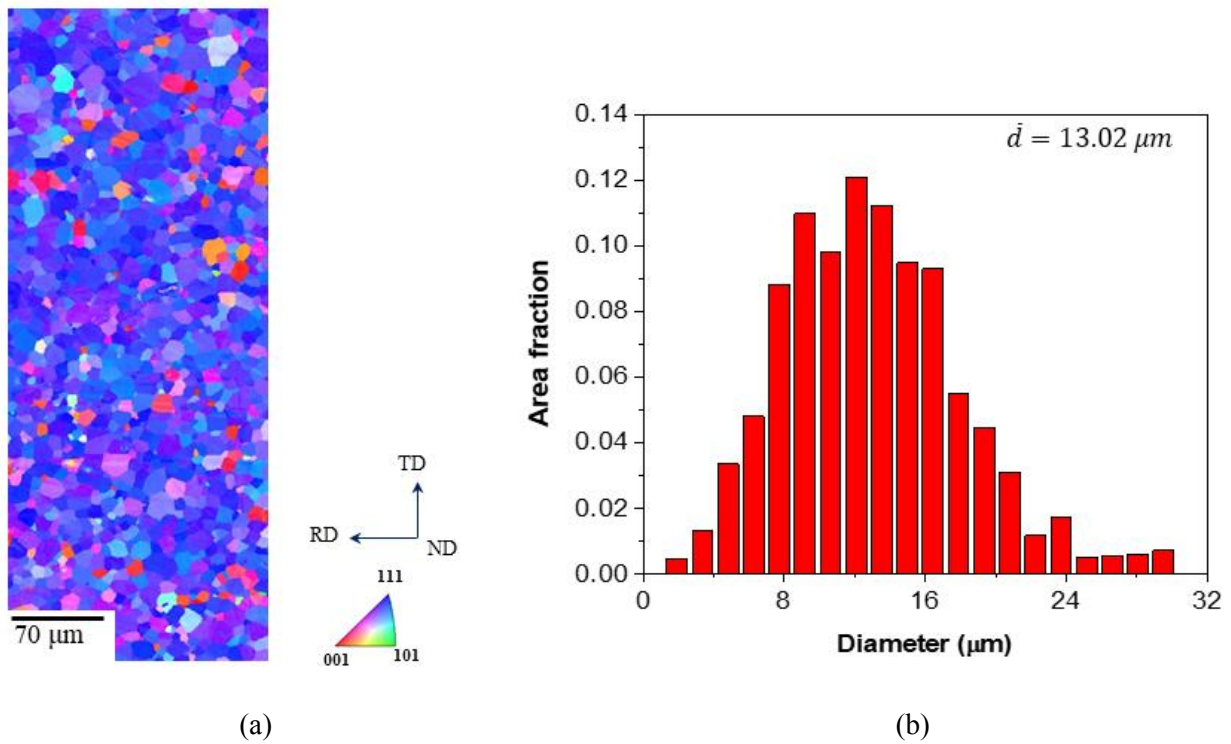 70 μm
TD
RD
ND
111
001
101
0.14
0.12
0.10
0.08
0.06
0.04
0.02
0.00
Area fraction
d̄ = 13.02 μm
0
8
16
24
32
Diameter (μm)
(a)
(b)